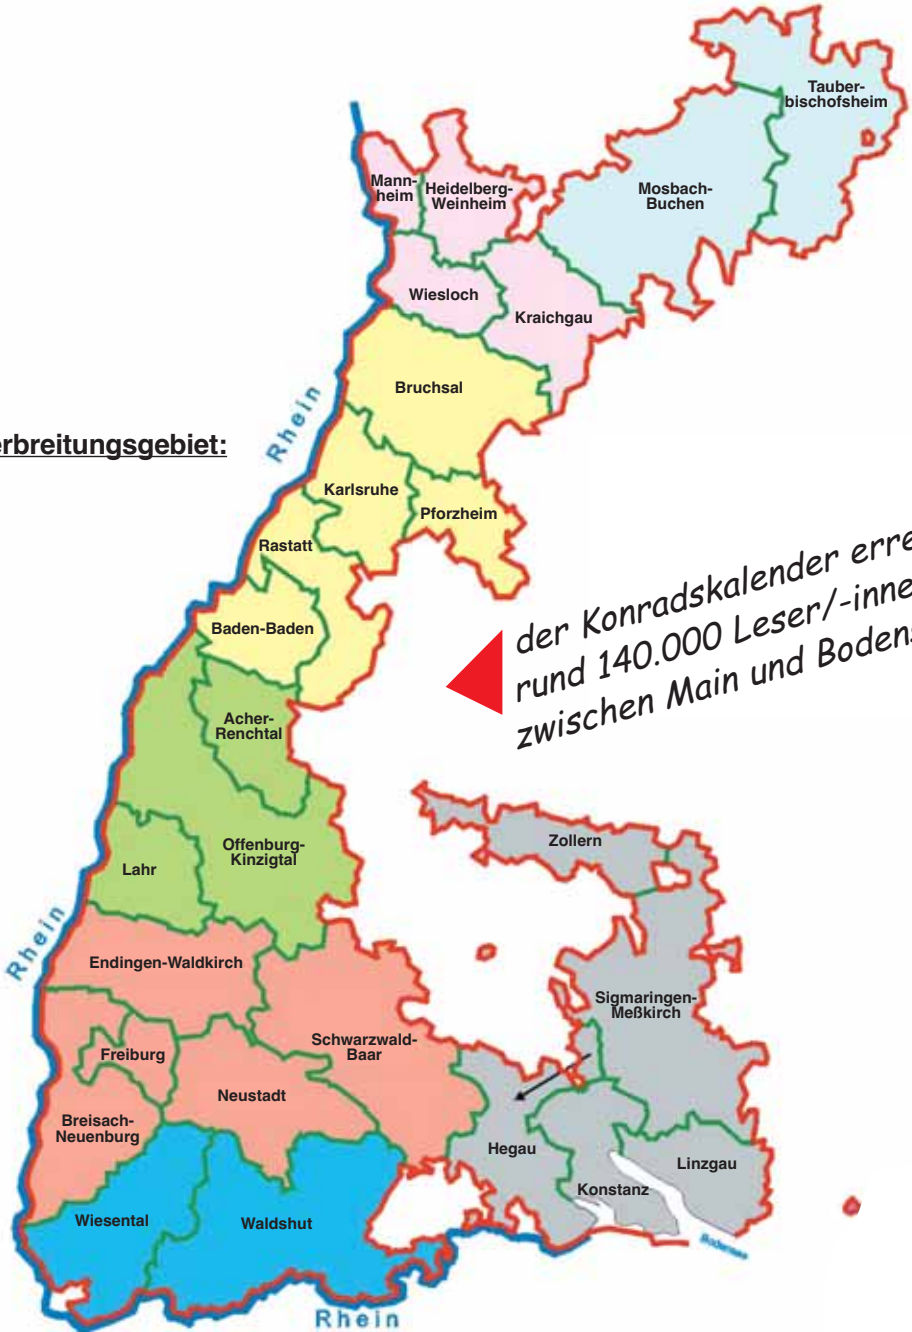 Tauber-
bischofsheim
Mann-
heim
Heidelberg-
Weinheim
Mosbach-
Buchen
Wiesloch
Kraichgau
Bruchsal
Rhein
erbreitungsgebiet:
Karlsruhe
Pforzheim
Rastatt
der Konradskalender erre
rund 140.000 Leser/-inne
zwischen Main und Bodens
Baden-Baden
Acher-
Renchtal
Zollern
Offenburg-
Kinzigtal
Lahr
Rhein
Endingen-Waldkirch
Sigmaringen-
Meßkirch
Schwarzwald-
Baar
Freiburg
Neustadt
Breisach-
Neuenburg
Hegau
Linzgau
Konstanz
Wiesental
Waldshut
Bodensee
Rhein